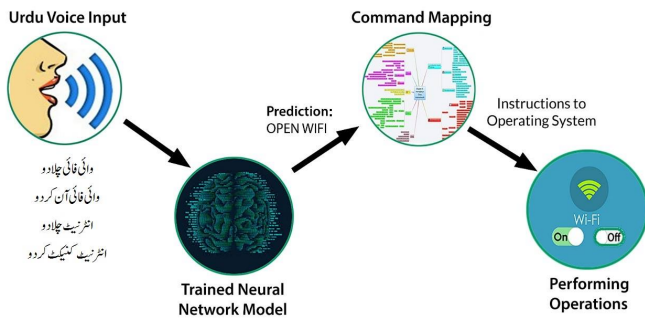 Urdu Voice Input
وائی فائی چلا دو
وائی فائی آن کر دو
انٹرنیٹ چلا دو
انٹرنیٹ کنیکٹ کر دو
Trained Neural
Network Model
Prediction:
OPEN WIFI
Command Mapping
Instructions to
Operating System
Wi-Fi
On
Off
Performing
Operations